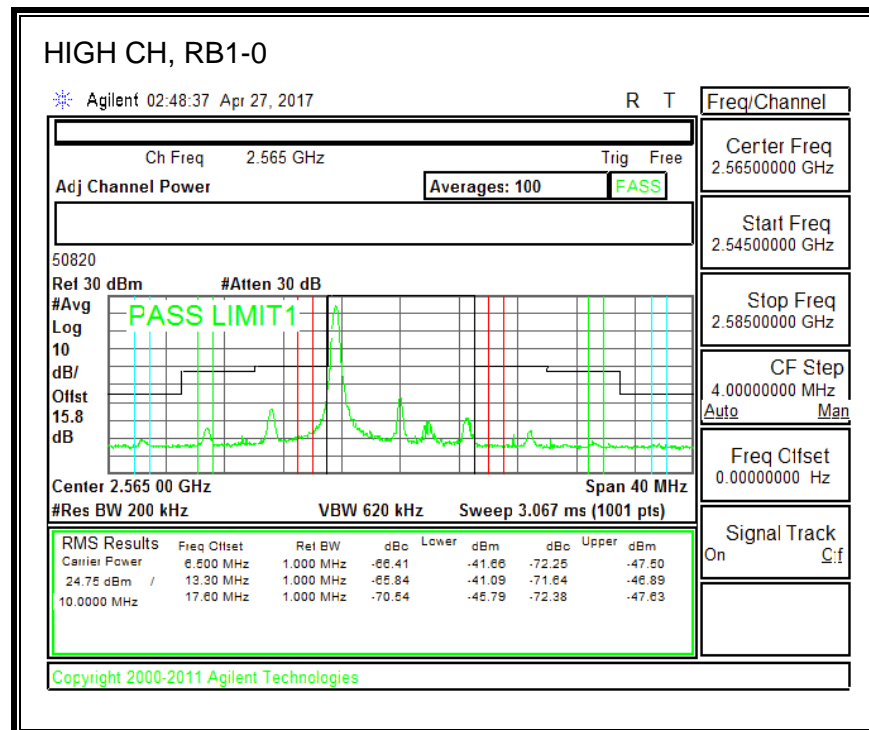 HIGH CH, RB1-0
Agilent 02:48:37 Apr 27, 2017 R T
Freq/Channel
Ch Freq 2.565 GHz Trig Free
Adj Channel Power Averages: 100 PASS
Center Freq
2.56500000 GHz
Start Freq
2.54500000 GHz
Stop Freq
2.58500000 GHz
CF Step
4.00000000 MHz
Auto Man
Freq Offset
0.00000000 Hz
Signal Track
On Off
50820
Ref 30 dBm #Atten 30 dB
#Avg
Log
10
dB/
Offst
15.8
dB
PASS LIMIT1
Center 2.565 00 GHz Span 40 MHz
#Res BW 200 kHz VBW 620 kHz Sweep 3.067 ms (1001 pts)
RMS Results Freq Offset Ref BW dBc Lower dBm dBc Upper dBm
Carrier Power 6.500 MHz 1.000 MHz -66.41 -41.66 -72.25 -47.50
24.75 dBm / 13.30 MHz 1.000 MHz -65.84 -41.09 -71.64 -46.89
10.0000 MHz 17.60 MHz 1.000 MHz -70.54 -45.79 -72.38 -47.63
Copyright 2000-2011 Agilent Technologies